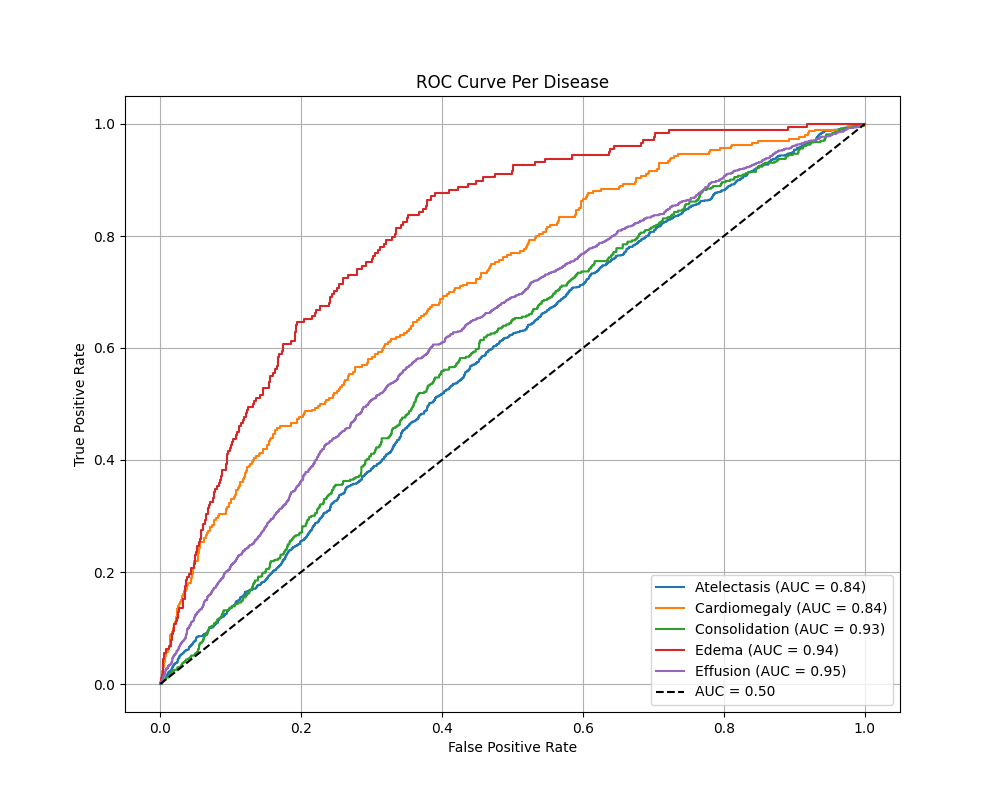 ROC Curve Per Disease
True Positive Rate
1.0
0.8
0.6
0.4
0.2
0.0
0.0 0.2 0.4 0.6 0.8 1.0
False Positive Rate
Atelectasis (AUC = 0.84)
Cardiomegaly (AUC = 0.84)
Consolidation (AUC = 0.93)
Edema (AUC = 0.94)
Effusion (AUC = 0.95)
AUC = 0.50